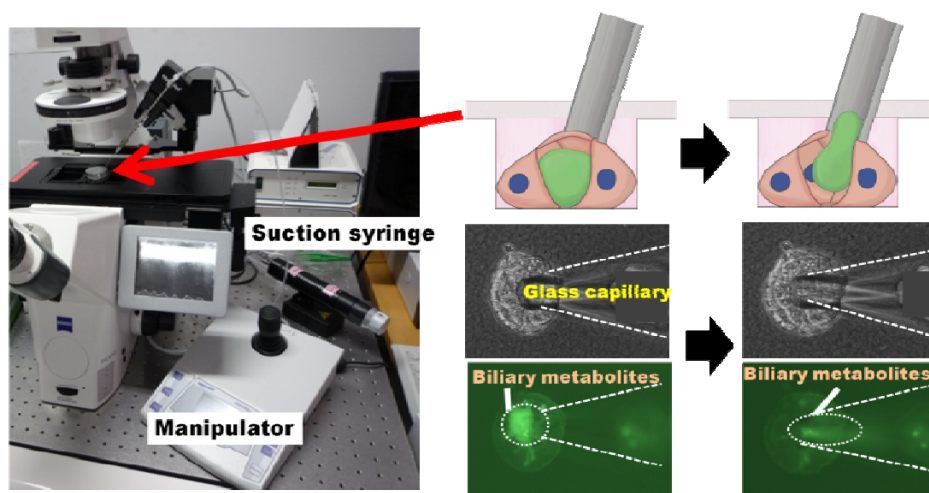 Suction syringe
Manipulator
Glass capillary
Biliary metabolites
Biliary metabolites